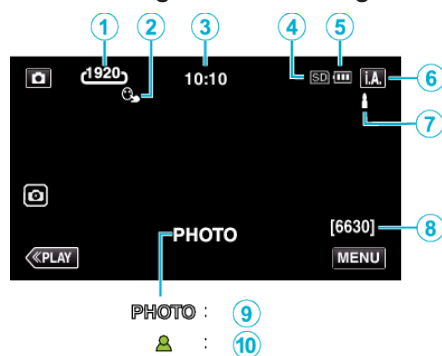 1 2 3 4 5
1920 10:10 SD i.A. 6
7
PHOTO [6630] 8
≪PLAY MENU
PHOTO : 9
: 10